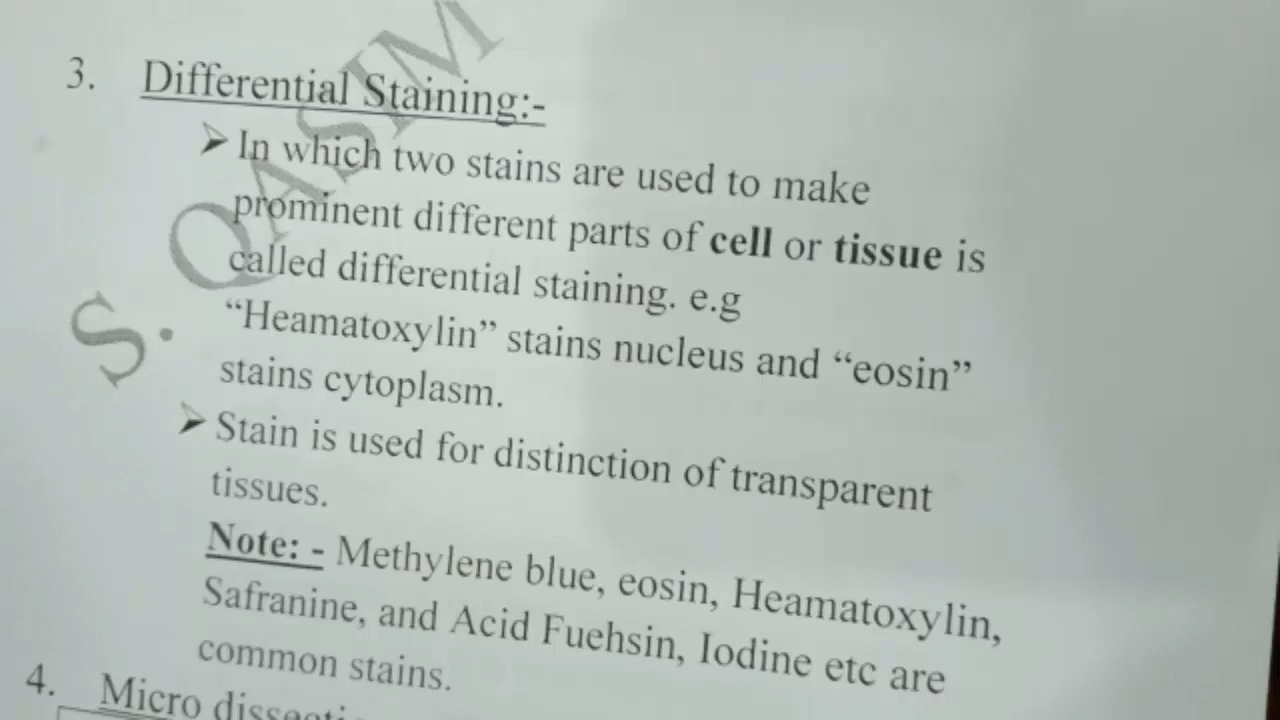 3. Differential Staining:-
➢ In which two stains are used to make
prominent different parts of cell or tissue is
called differential staining. e.g
“Heamatoxylin” stains nucleus and “eosin”
stains cytoplasm.
➢ Stain is used for distinction of transparent
tissues.
Note: - Methylene blue, eosin, Heamatoxylin,
Safranine, and Acid Fuehsin, Iodine etc are
common stains.
4. Micro
S. QASIM